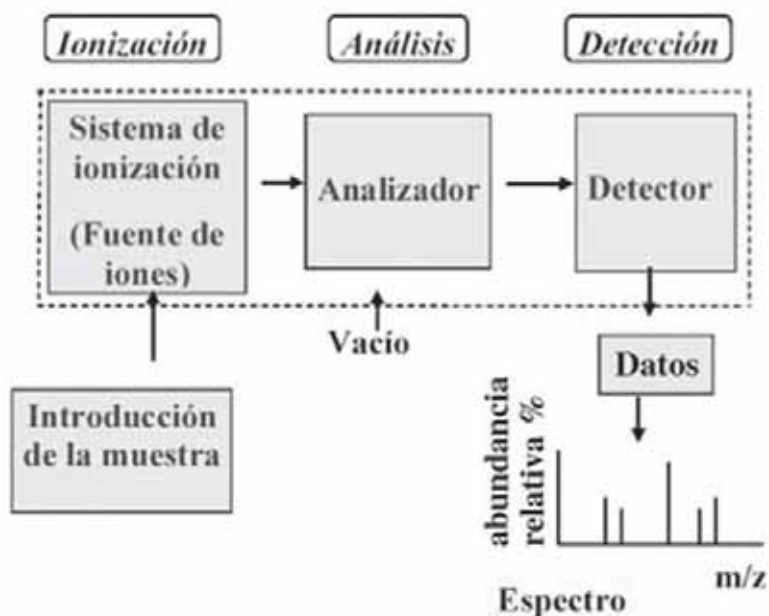 Ionización
Análisis
Detección
Sistema de
ionización
(Fuente de
iones)
Analizador
Detector
Vacío
Introducción
de la muestra
Datos
abundancia
relativa %
m/z
Espectro